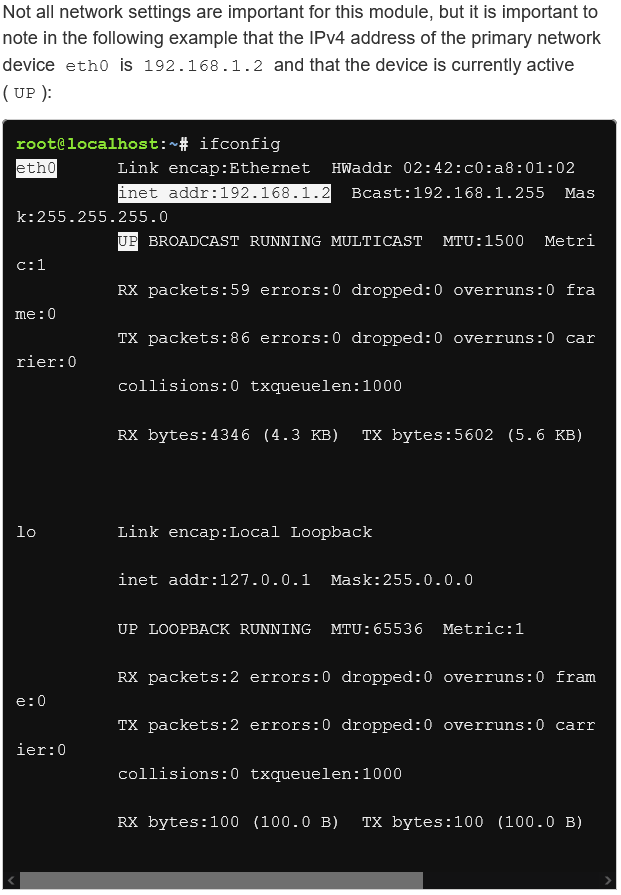 Not all network settings are important for this module, but it is important to
note in the following example that the IPv4 address of the primary network
device eth0 is 192.168.1.2 and that the device is currently active
( UP ):
root@localhost:~# ifconfig
eth0 Link encap:Ethernet HWaddr 02:42:c0:a8:01:02
inet addr:192.168.1.2 Bcast:192.168.1.255 Mas
k:255.255.255.0
UP BROADCAST RUNNING MULTICAST MTU:1500 Metri
c:1
RX packets:59 errors:0 dropped:0 overruns:0 fra
me:0
TX packets:86 errors:0 dropped:0 overruns:0 car
rier:0
collisions:0 txqueuelen:1000
RX bytes:4346 (4.3 KB) TX bytes:5602 (5.6 KB)
lo Link encap:Local Loopback
inet addr:127.0.0.1 Mask:255.0.0.0
UP LOOPBACK RUNNING MTU:65536 Metric:1
RX packets:2 errors:0 dropped:0 overruns:0 fram
e:0
TX packets:2 errors:0 dropped:0 overruns:0 carr
ier:0
collisions:0 txqueuelen:1000
RX bytes:100 (100.0 B) TX bytes:100 (100.0 B)